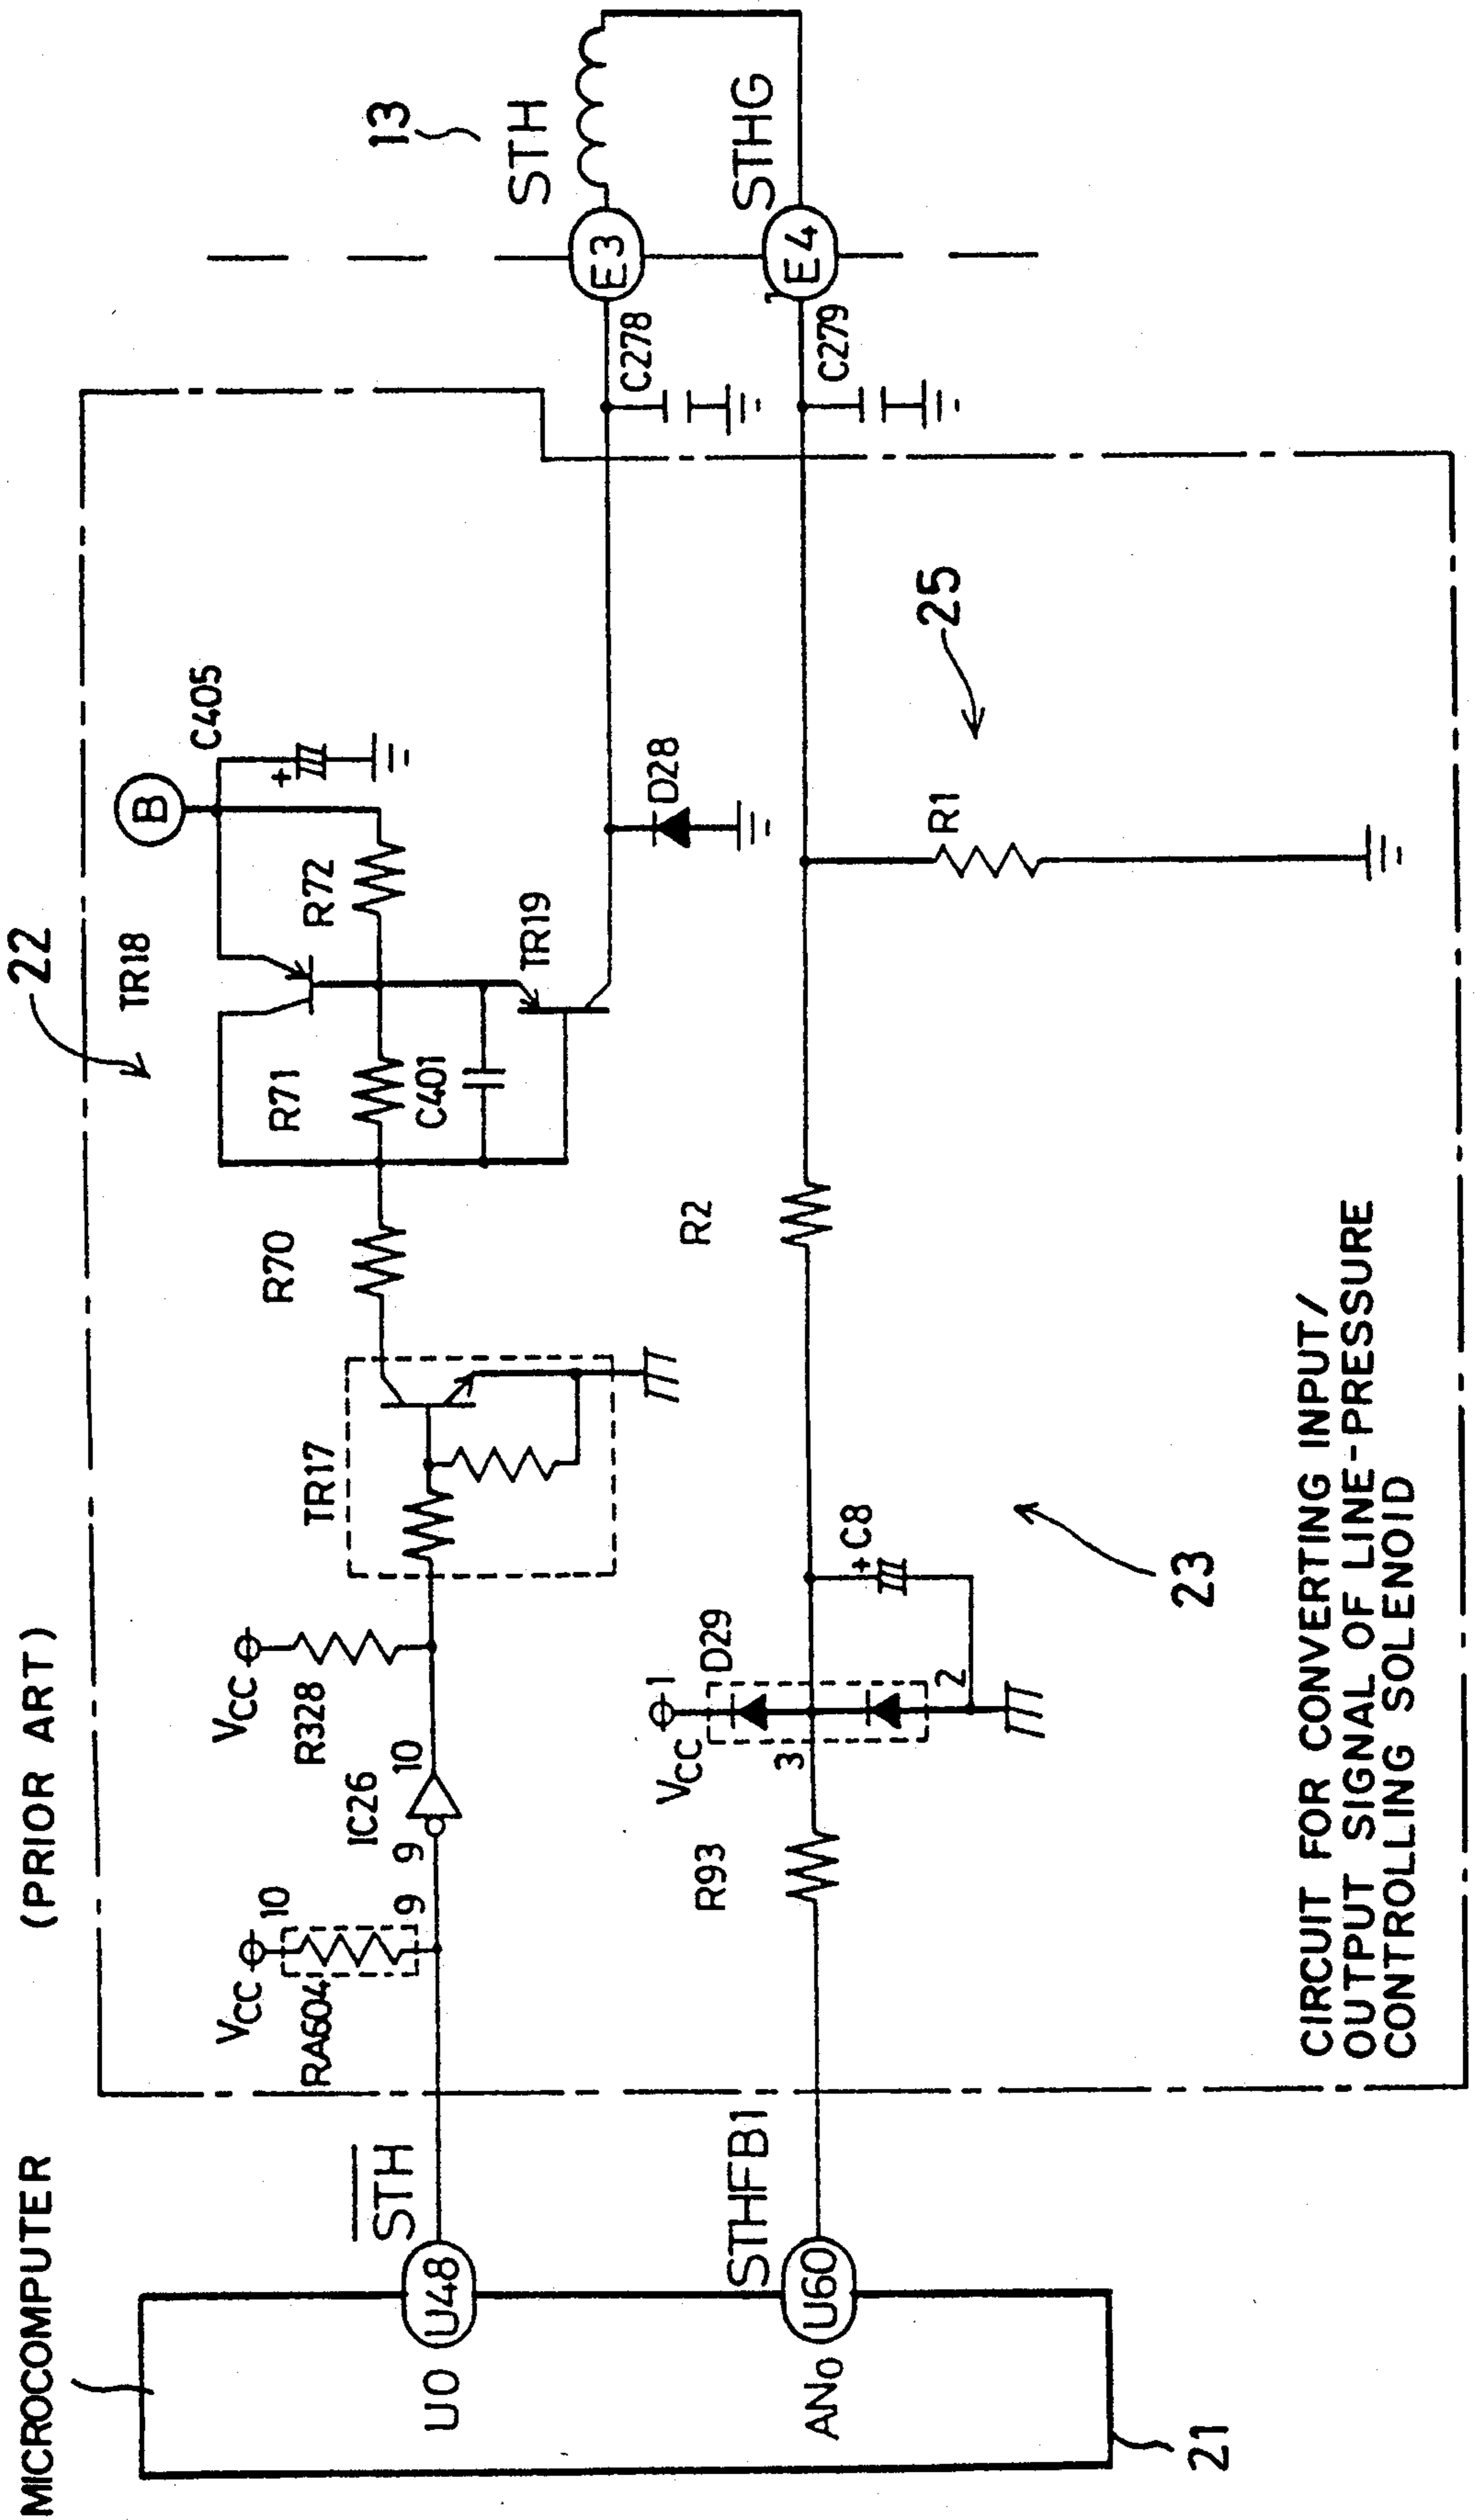 (PRIOR ART)
MICROCOMPUTER
21
U0
U48
STH
AN0
U60
STHFB1
VCC
10
RA604
9
9
IC26
10
VCC
R328
TR17
R70
R71
C401
22
TR18
R72
B
C405
+
TR19
D28
R93
3
VCC
1
D29
2
C8
+
23
R2
R1
25
C278
C279
E3
1
E4
STH
STHG
13
CIRCUIT FOR CONVERTING INPUT/
OUTPUT SIGNAL OF LINE-PRESSURE
CONTROLLING SOLENOID